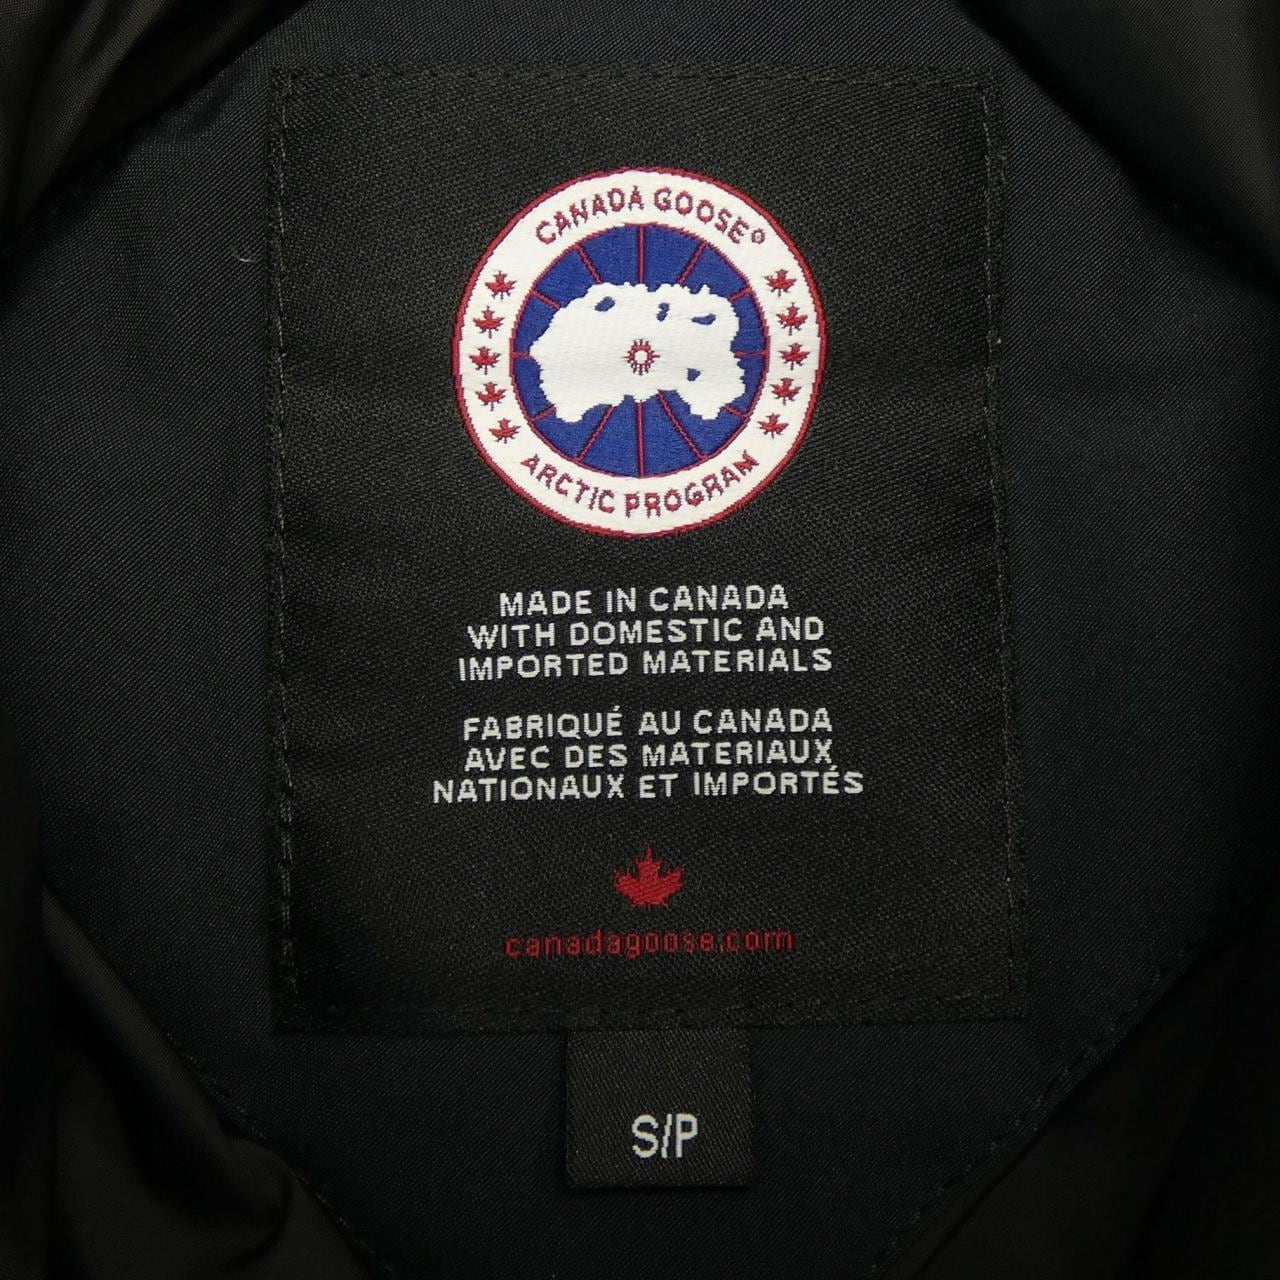 CANADA GOOSE®
ARCTIC PROGRAM
MADE IN CANADA
WITH DOMESTIC AND
IMPORTED MATERIALS
FABRIQUÉ AU CANADA
AVEC DES MATERIAUX
NATIONAUX ET IMPORTÉS
canadagoose.com
S/P